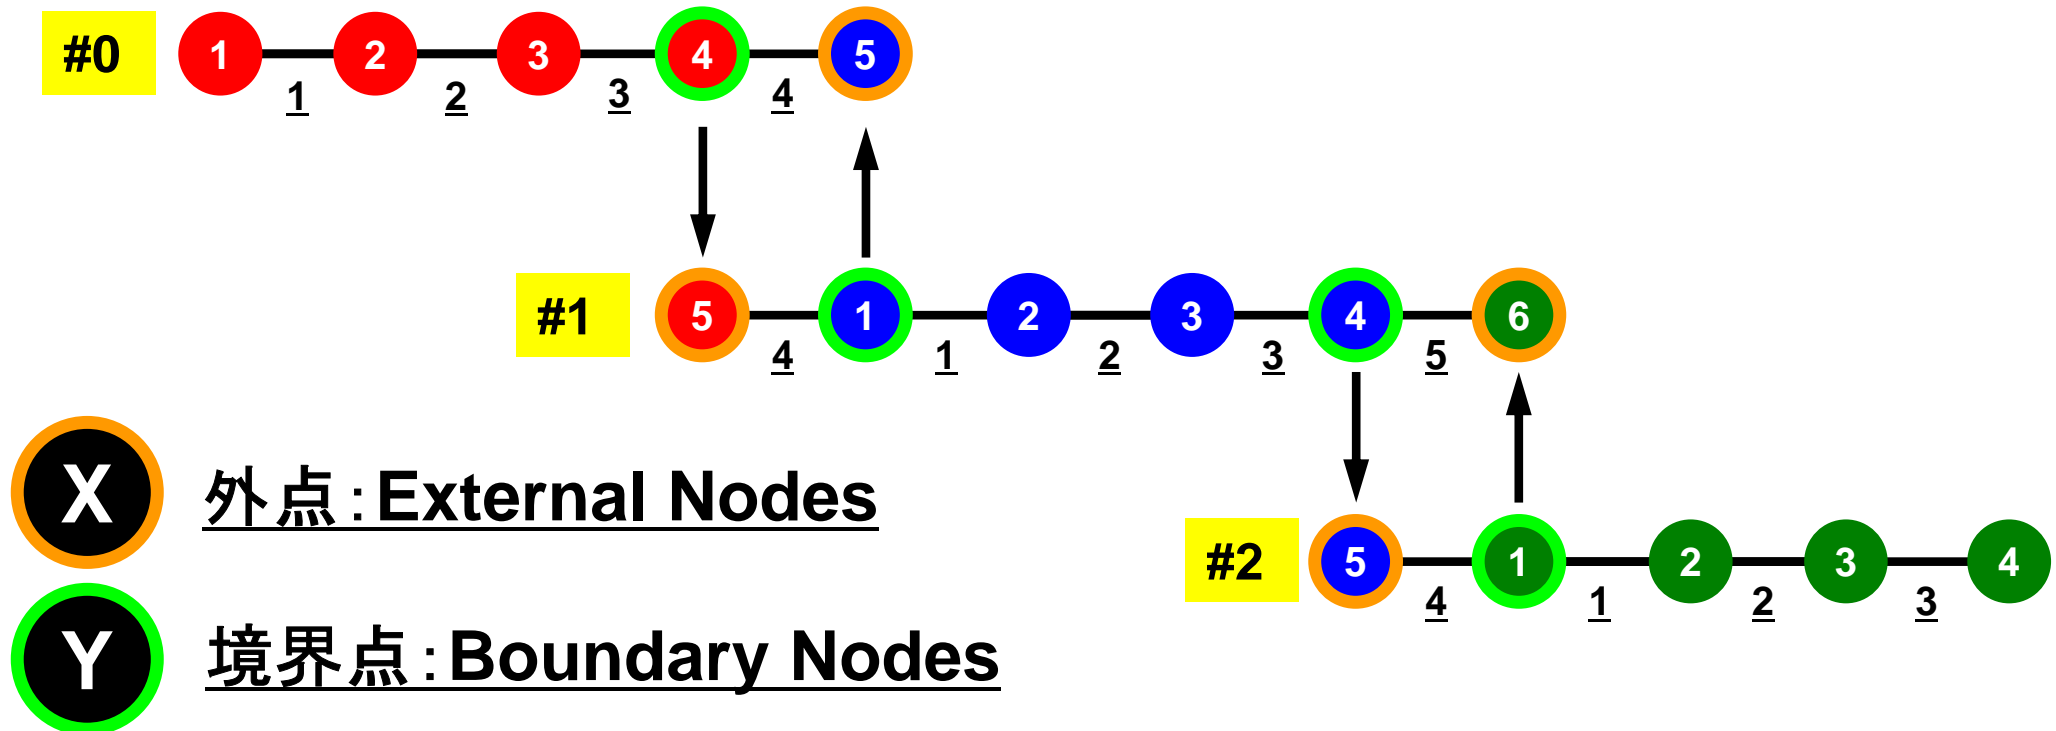 #0 1 2 3 4 5
1 2 3 4
#1 5 1 2 3 4 6
4 1 2 3 5
X 外点:External Nodes
#2 5 1 2 3 4
4 1 2 3
Y 境界点:Boundary Nodes